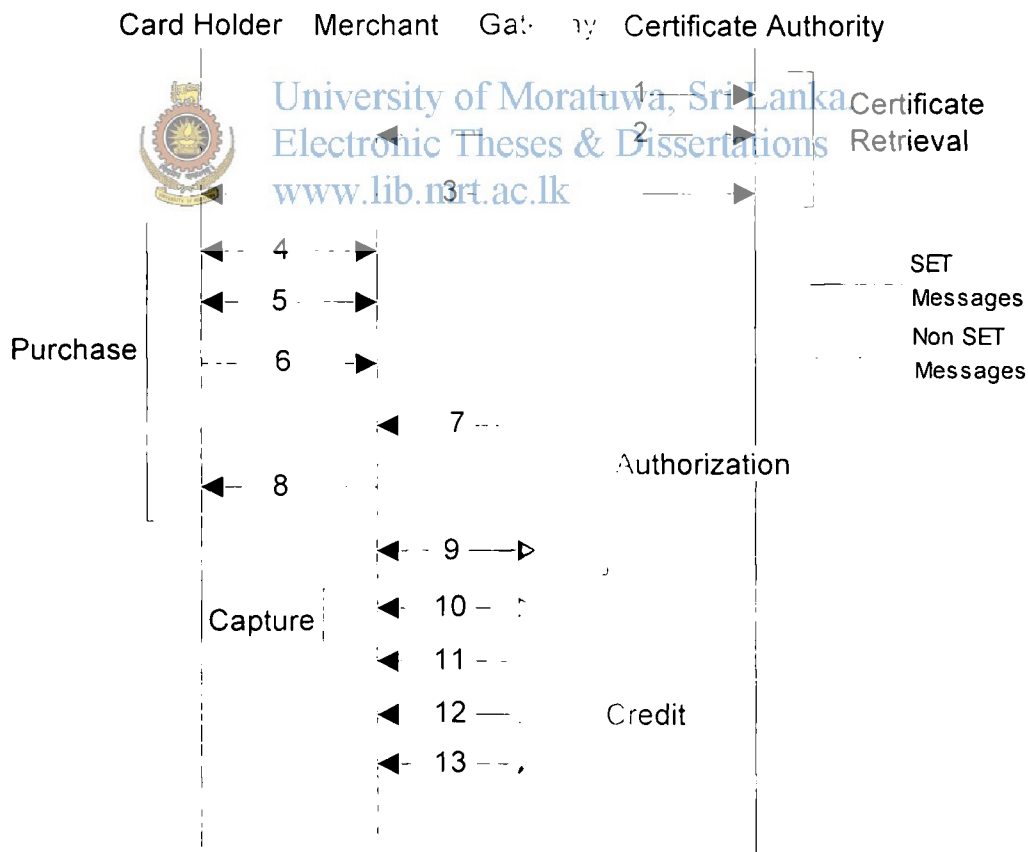 Card Holder Merchant Certificate Authority
University of Moratuwa, Sri Lanka
Electronic Theses & Dissertations
www.lib.mrt.ac.lk
1
2
3
Certificate
Retrieval
4
5
6
7
8
9
10
11
12
13
Purchase
SET
Messages
Non SET
Messages
Authorization
Capture
Credit